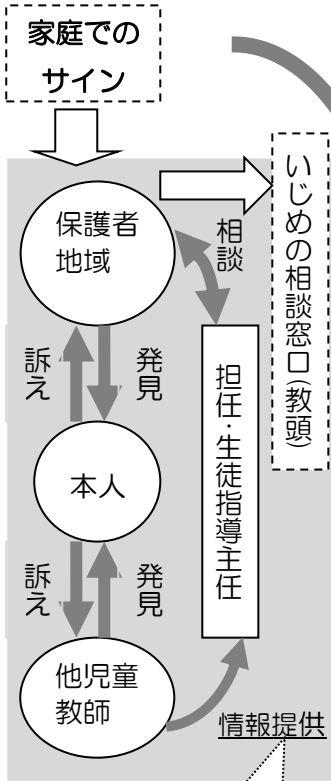 家庭での
サイン
保護者
地域
相談
いじめの相談窓口(教頭)
訴え
発見
担任・生徒指導主任
本人
訴え
発見
他児童
教師
情報提供